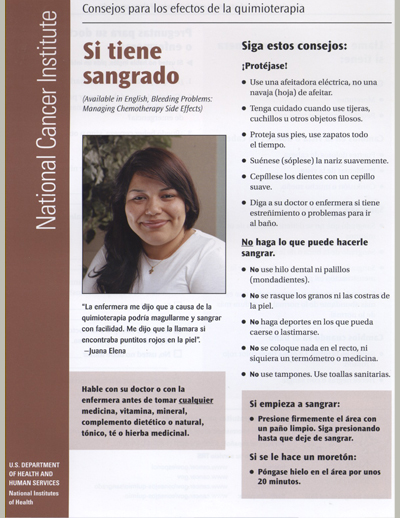 Consejos para los efectos de la quimioterapia
National Cancer Institute
Si tiene
sangrado
(Available in English, Bleeding Problems:
Managing Chemotherapy Side Effects)
"La enfermera me dijo que a causa de la
quimioterapia podría magullarme y sangrar
con facilidad. Me dijo que la llamara si
encontraba puntitos rojos en la piel".
—Juana Elena
Hable con su doctor o con la
enfermera antes de tomar cualquier
medicina, vitamina, mineral,
complemento dietético o natural,
tónico, té o hierba medicinal.
Siga estos consejos:
¡Protéjase!
• Use una afeitadora eléctrica, no una
navaja (hoja) de afeitar.
• Tenga cuidado cuando use tijeras,
cuchillos u otros objetos filosos.
• Proteja sus pies, use zapatos todo
el tiempo.
• Suénese (sóplese) la nariz suavemente.
• Cepíllese los dientes con un cepillo
suave.
• Diga a su doctor o enfermera si tiene
estreñimiento o problemas para ir
al baño.
No haga lo que puede hacerle
sangrar.
• No use hilo dental ni palillos
(mondadientes).
• No se rasque los granos ni las costras de
la piel.
• No haga deportes en los que pueda
caerse o lastimarse.
• No se coloque nada en el recto, ni
siquiera un termómetro o medicina.
• No use tampones. Use toallas sanitarias.
Si empieza a sangrar:
• Presione firmemente el área con
un paño limpio. Siga presionando
hasta que deje de sangrar.
Si se le hace un moretón:
• Póngase hielo en el área por unos
20 minutos.
U.S. DEPARTMENT
OF HEALTH AND
HUMAN SERVICES
National Institutes
of Health